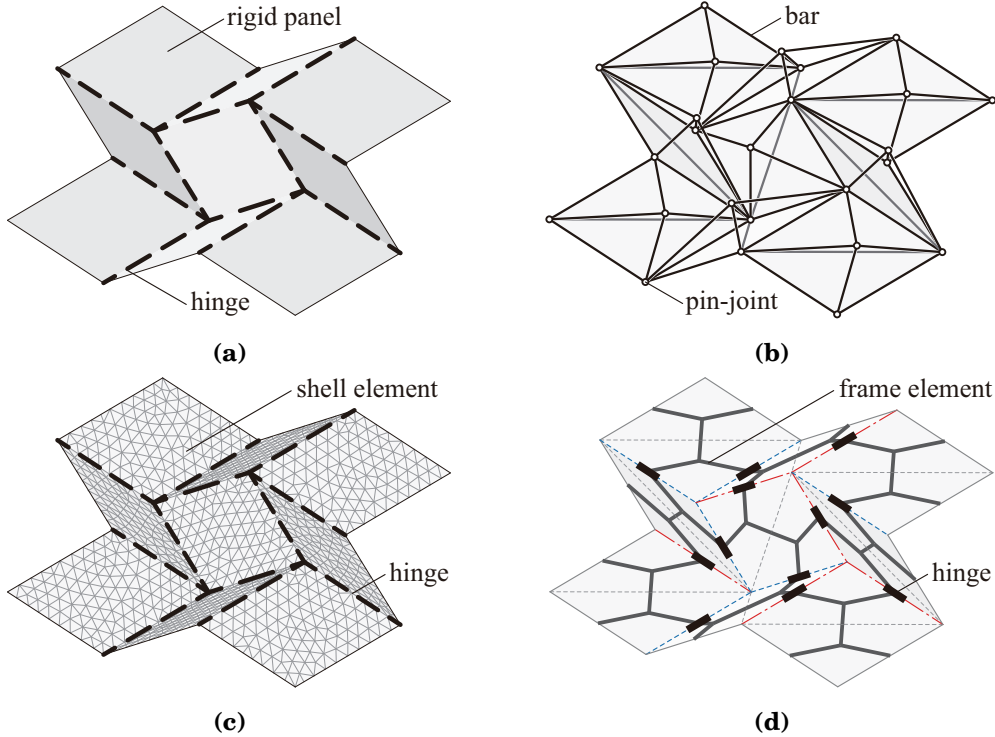 rigid panel
hinge
(a)
bar
pin-joint
(b)
shell element
hinge
(c)
frame element
hinge
(d)